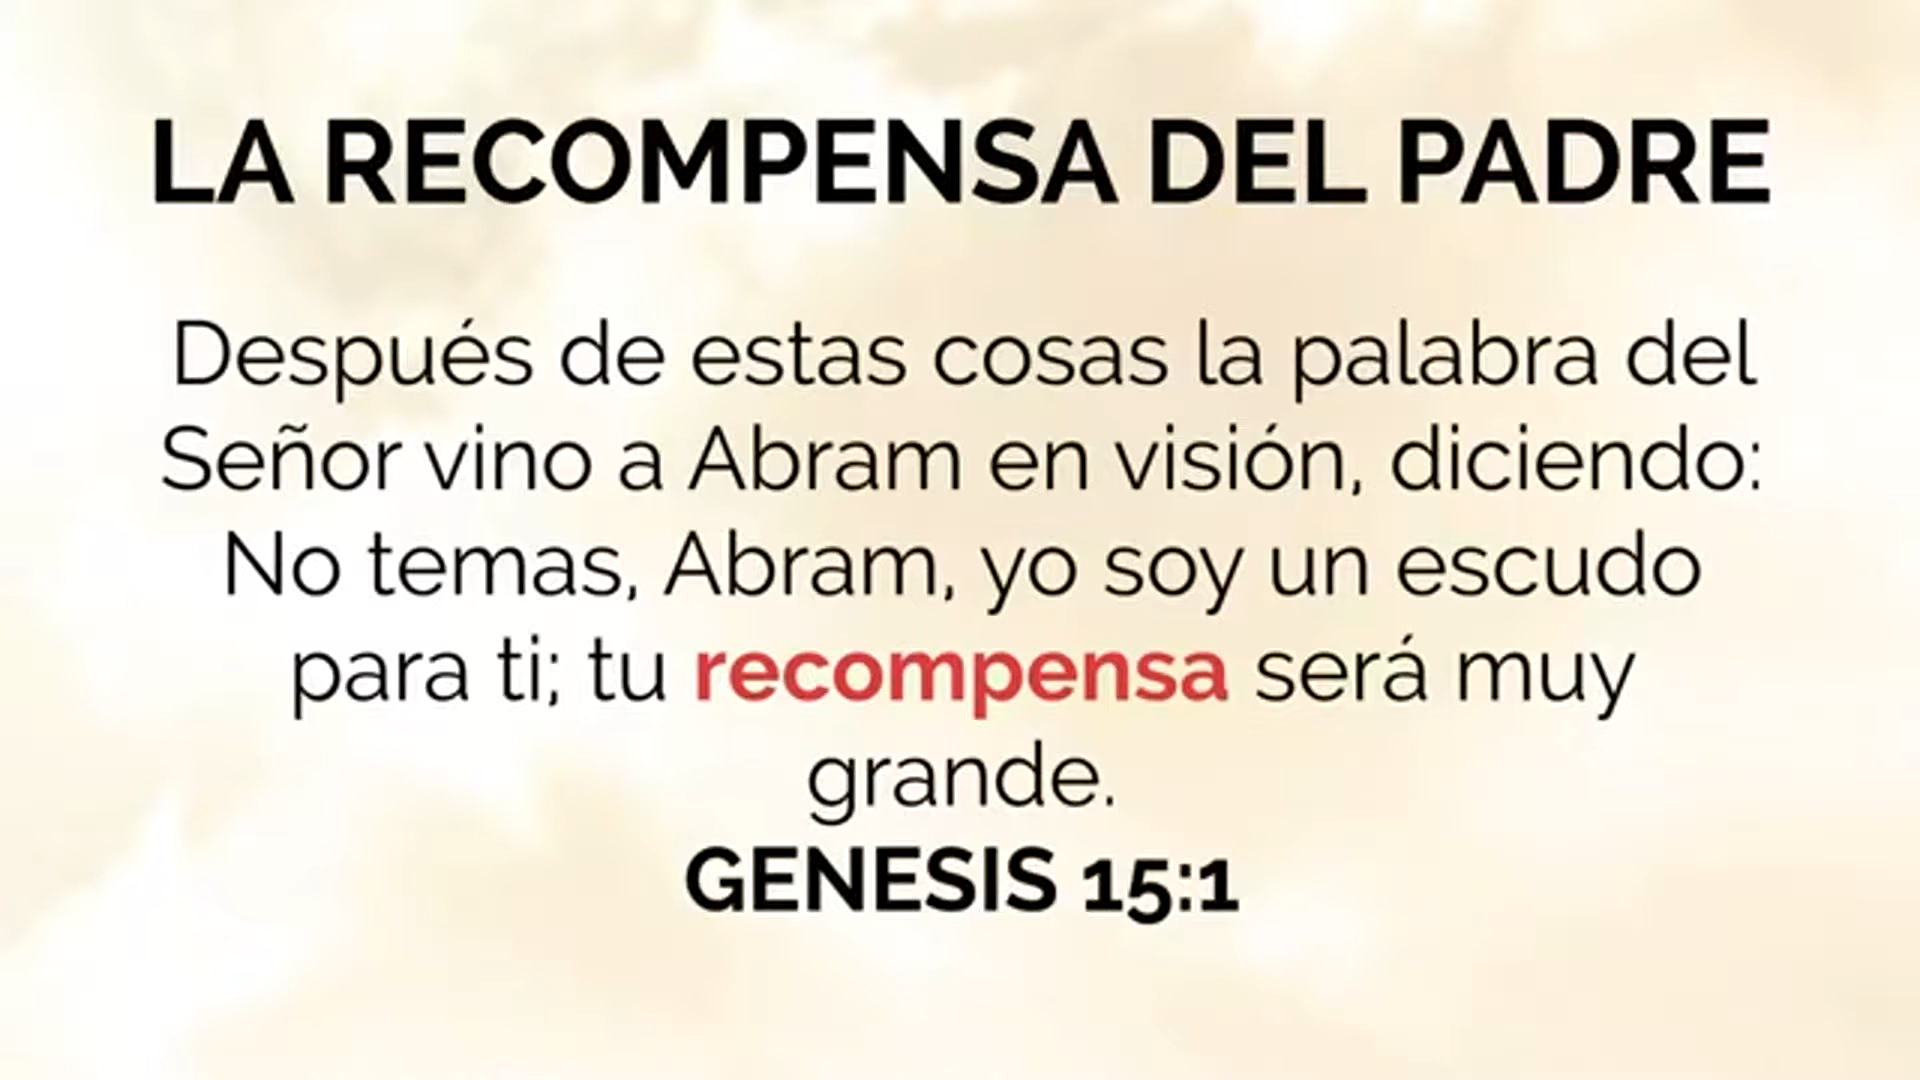 LA RECOMPENSA DEL PADRE
Después de estas cosas la palabra del
Señor vino a Abram en visión, diciendo:
No temas, Abram, yo soy un escudo
para ti; tu recompensa será muy
grande.
GENESIS 15:1